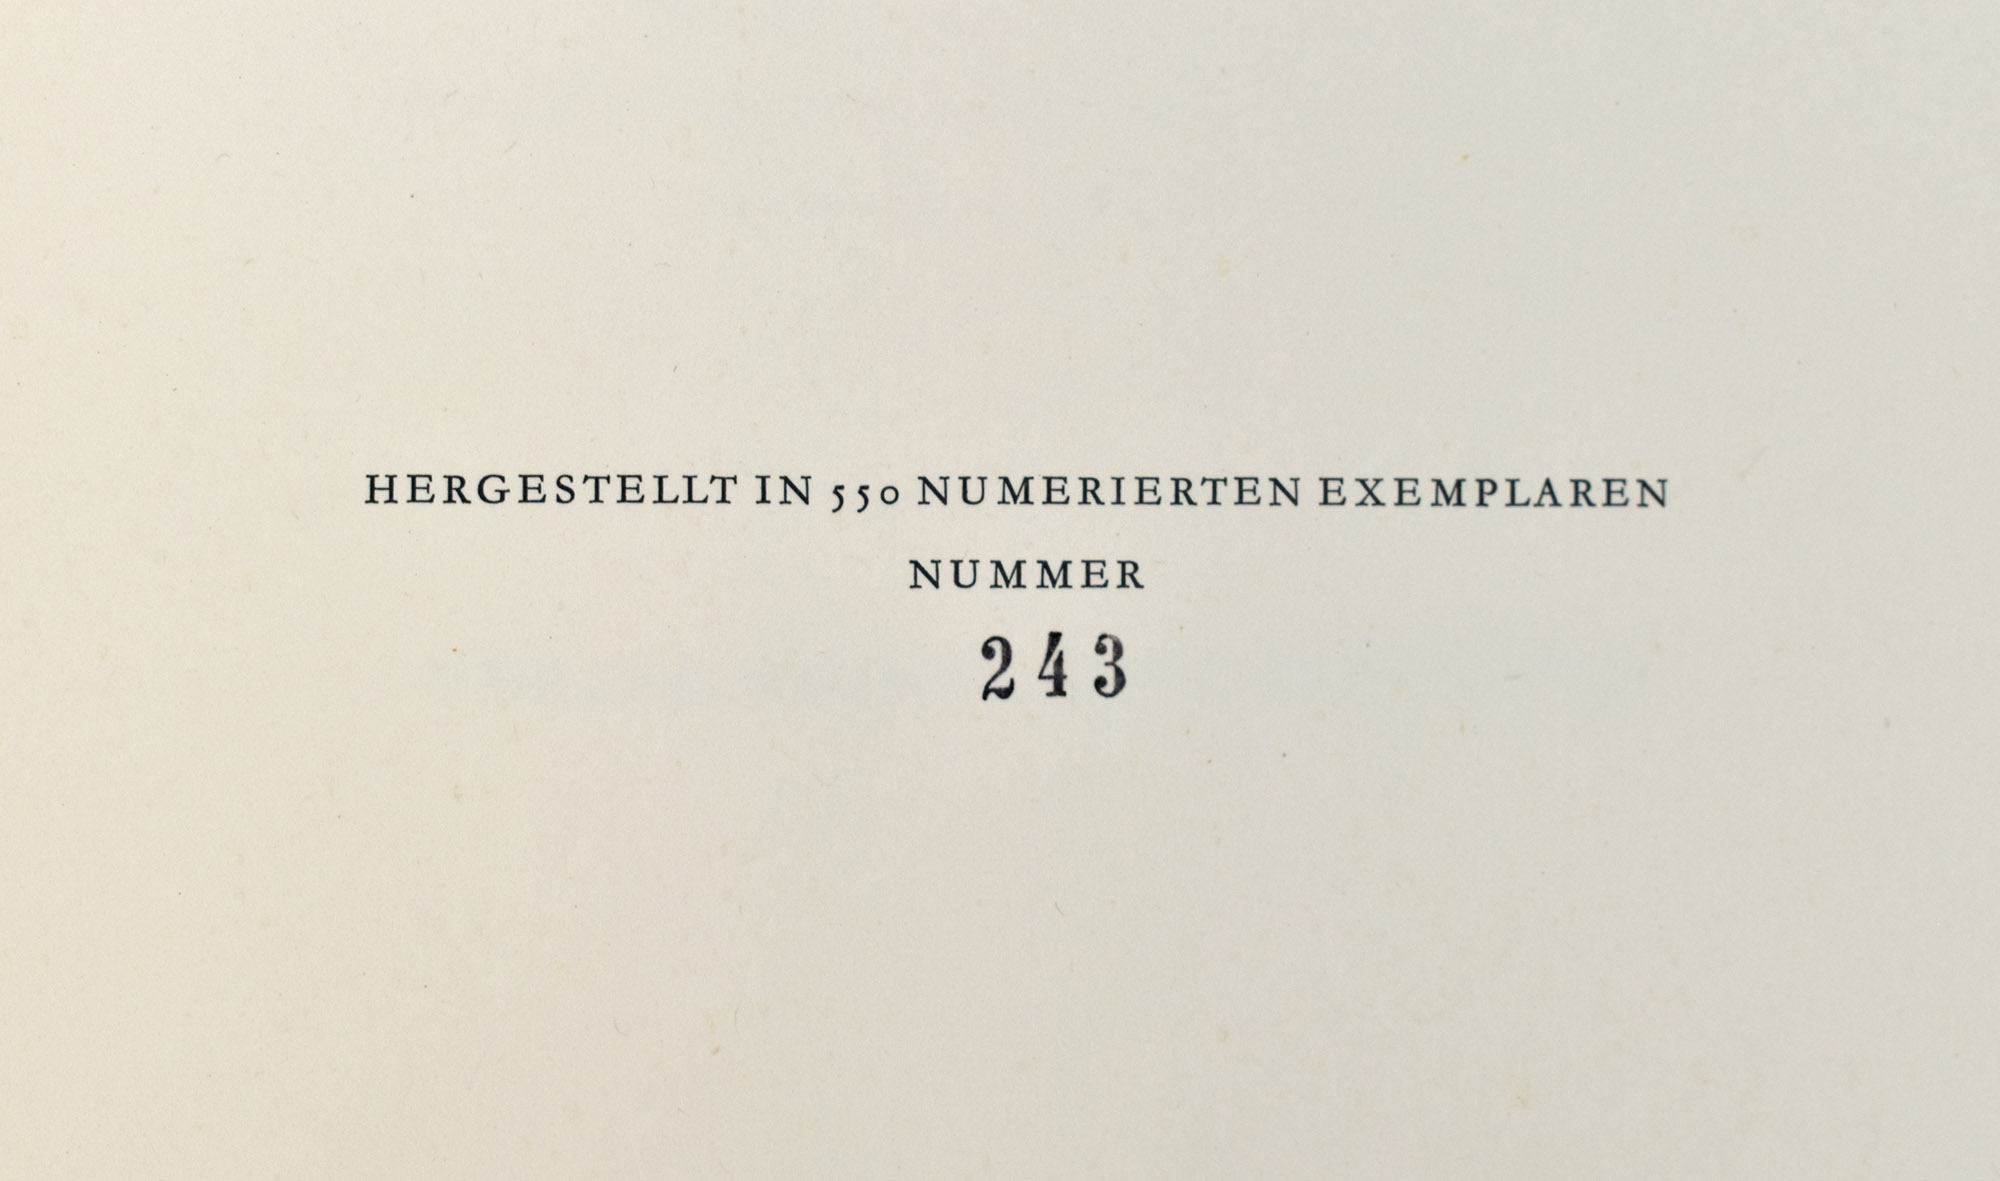 HERGESTELLT IN 550 NUMERIERTEN EXEMPLAREN
NUMMER
243